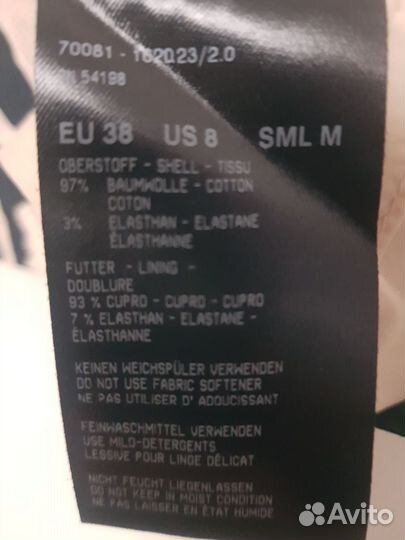 70081 - 162023/2.0
54198
EU 38 US 8 SML M
OBERSTOFF - SHELL - TISSU
97% BAUMWOLLE - COTTON
COTON
3% ELASTHAN - ELASTANE
ÉLASTHANNE
FUTTER - LINING -
DOUBLURE
93 % CUPRO - CUPRO - CUPRO
7 % ELASTHAN - ELASTANE -
ÉLASTHANNE
KEINEN WEICHSPÜLER VERWENDEN
DO NOT USE FABRIC SOFTENER
NE PAS UTILISER D' ADOUCISSANT
FEINWASCHMITTEL VERWENDEN
USE MILD-DETERGENTS
LESSIVE POUR LINGE DÉLICAT
NICHT FEUCHT LIEGENLASSEN
DO NOT KEEP IN MOIST CONDITION
NE PAS LAISSER EN ÉTAT HUMIDE
Avito